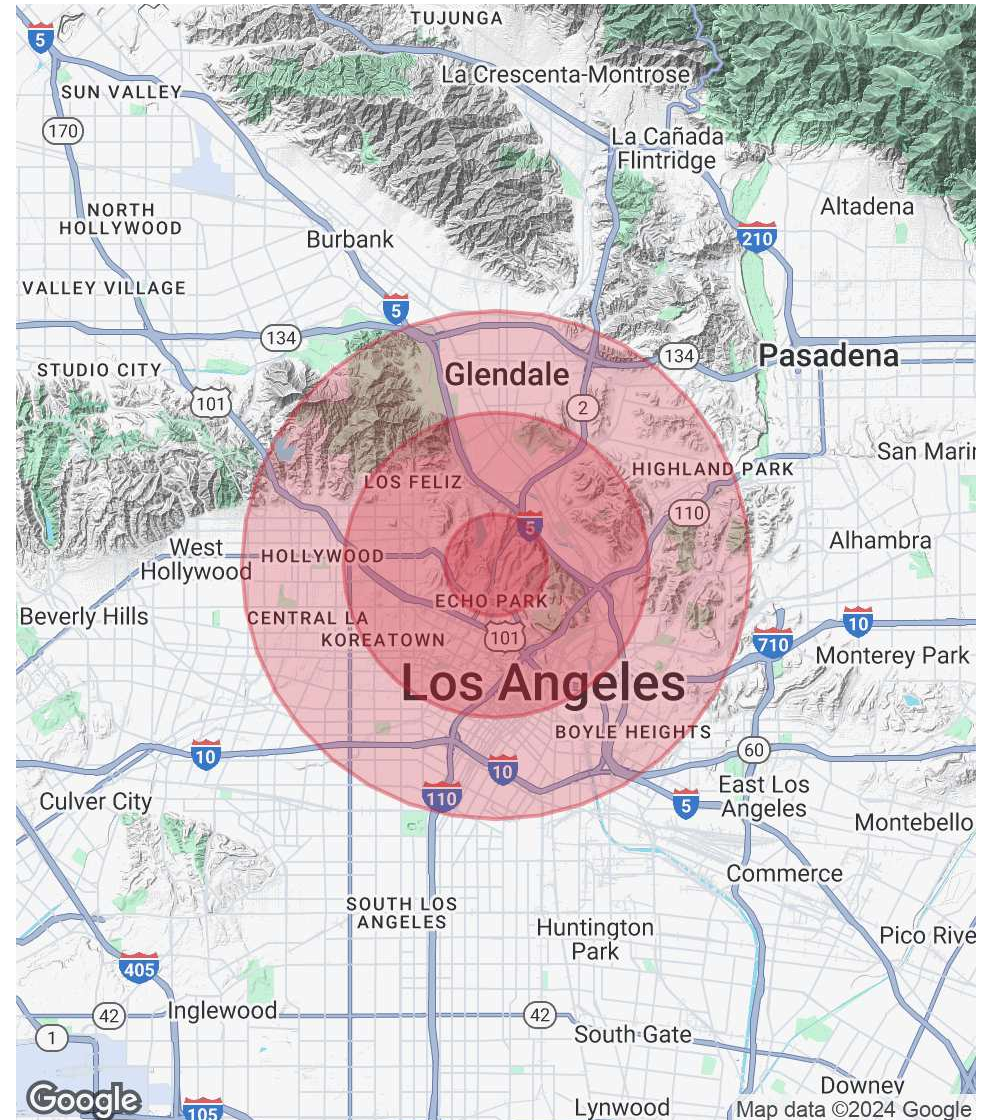 TUJUNGA
5
La Crescenta-Montrose
SUN VALLEY
170
La Cañada
Flintridge
NORTH
HOLLYWOOD
Altadena
Burbank
210
VALLEY VILLAGE
5
134
134
Pasadena
STUDIO CITY
Glendale
101
2
San Marin
HIGHLAND PARK
LOS FELIZ
110
5
Alhambra
West
Hollywood
HOLLYWOOD
ECHO PARK
Beverly Hills
CENTRAL LA
10
KOREATOWN
101
710
Monterey Park
Los Angeles
BOYLE HEIGHTS
10
60
10
East Los
Angeles
110
5
Culver City
Montebello
Commerce
SOUTH LOS
ANGELES
Huntington
Park
Pico Rive
405
42
Inglewood
42
1
South Gate
Downey
Google
105
Lynwood
Map data ©2024 Google